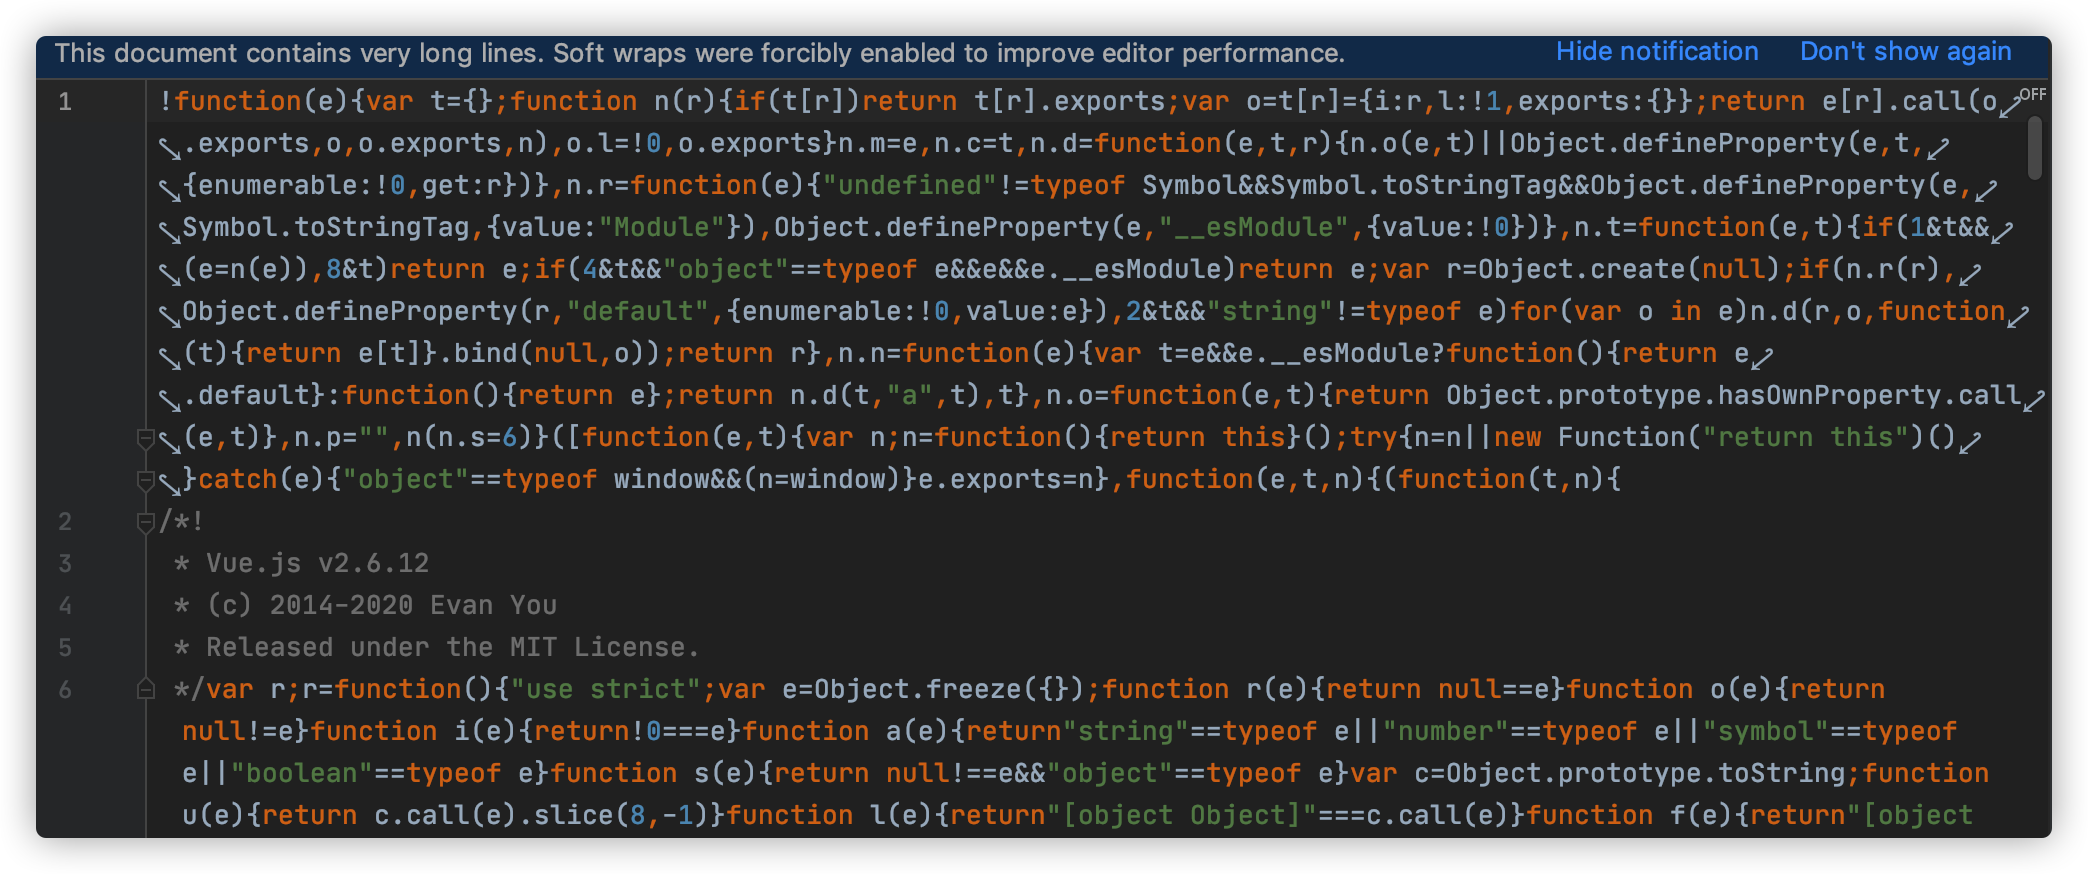 This document contains very long lines. Soft wraps were forcibly enabled to improve editor performance. Hide notification Don't show again
1 !function(e){var t={};function n(r){if(t[r])return t[r].exports;var o=t[r]={i:r,l:!1,exports:{}};return e[r].call(o OFF
.exports,o,o.exports,n),o.l=!0,o.exports}n.m=e,n.c=t,n.d=function(e,t,r){n.o(e,t)||Object.defineProperty(e,t,
{enumerable:!0,get:r})},n.r=function(e){"undefined"!=typeof Symbol&&Symbol.toStringTag&&Object.defineProperty(e,
Symbol.toStringTag,{value:"Module"}),Object.defineProperty(e,"__esModule",{value:!0})},n.t=function(e,t){if(1&t&&
(e=n(e)),8&t)return e;if(4&t&&"object"==typeof e&&e&&e.__esModule)return e;var r=Object.create(null);if(n.r(r),
Object.defineProperty(r,"default",{enumerable:!0,value:e}),2&t&&"string"!=typeof e)for(var o in e)n.d(r,o,function
(t){return e[t]}.bind(null,o));return r},n.n=function(e){var t=e&&e.__esModule?function(){return e
.default}:function(){return e};return n.d(t,"a",t),t},n.o=function(e,t){return Object.prototype.hasOwnProperty.call
(e,t)},n.p="",n(n.s=6)}([function(e,t){var n;n=function(){return this}();try{n=n||new Function("return this")()
}catch(e){"object"==typeof window&&(n=window)}e.exports=n},function(e,t,n){(function(t,n){
2 /*!
3 * Vue.js v2.6.12
4 * (c) 2014-2020 Evan You
5 * Released under the MIT License.
6 */var r;r=function(){"use strict";var e=Object.freeze({});function r(e){return null==e}function o(e){return
null!=e}function i(e){return!0===e}function a(e){return"string"==typeof e||"number"==typeof e||"symbol"==typeof
e||"boolean"==typeof e}function s(e){return null!==e&&"object"==typeof e}var c=Object.prototype.toString;function
u(e){return c.call(e).slice(8,-1)}function l(e){return"[object Object]"===c.call(e)}function f(e){return"[object